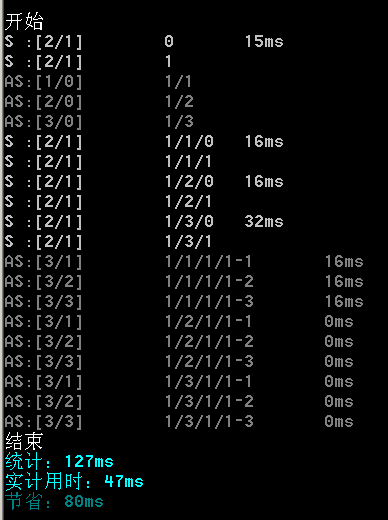 开始
S :[2/1] 0 15ms
S :[2/1] 1
AS:[1/0] 1/1
AS:[2/0] 1/2
AS:[3/0] 1/3
S :[2/1] 1/1/0 16ms
S :[2/1] 1/1/1
S :[2/1] 1/2/0 16ms
S :[2/1] 1/2/1
S :[2/1] 1/3/0 32ms
S :[2/1] 1/3/1
AS:[3/1] 1/1/1/1-1 16ms
AS:[3/2] 1/1/1/1-2 16ms
AS:[3/3] 1/1/1/1-3 16ms
AS:[3/1] 1/2/1/1-1 0ms
AS:[3/2] 1/2/1/1-2 0ms
AS:[3/3] 1/2/1/1-3 0ms
AS:[3/1] 1/3/1/1-1 0ms
AS:[3/2] 1/3/1/1-2 0ms
AS:[3/3] 1/3/1/1-3 0ms
结束
统计：127ms
实计用时：47ms
节省：80ms